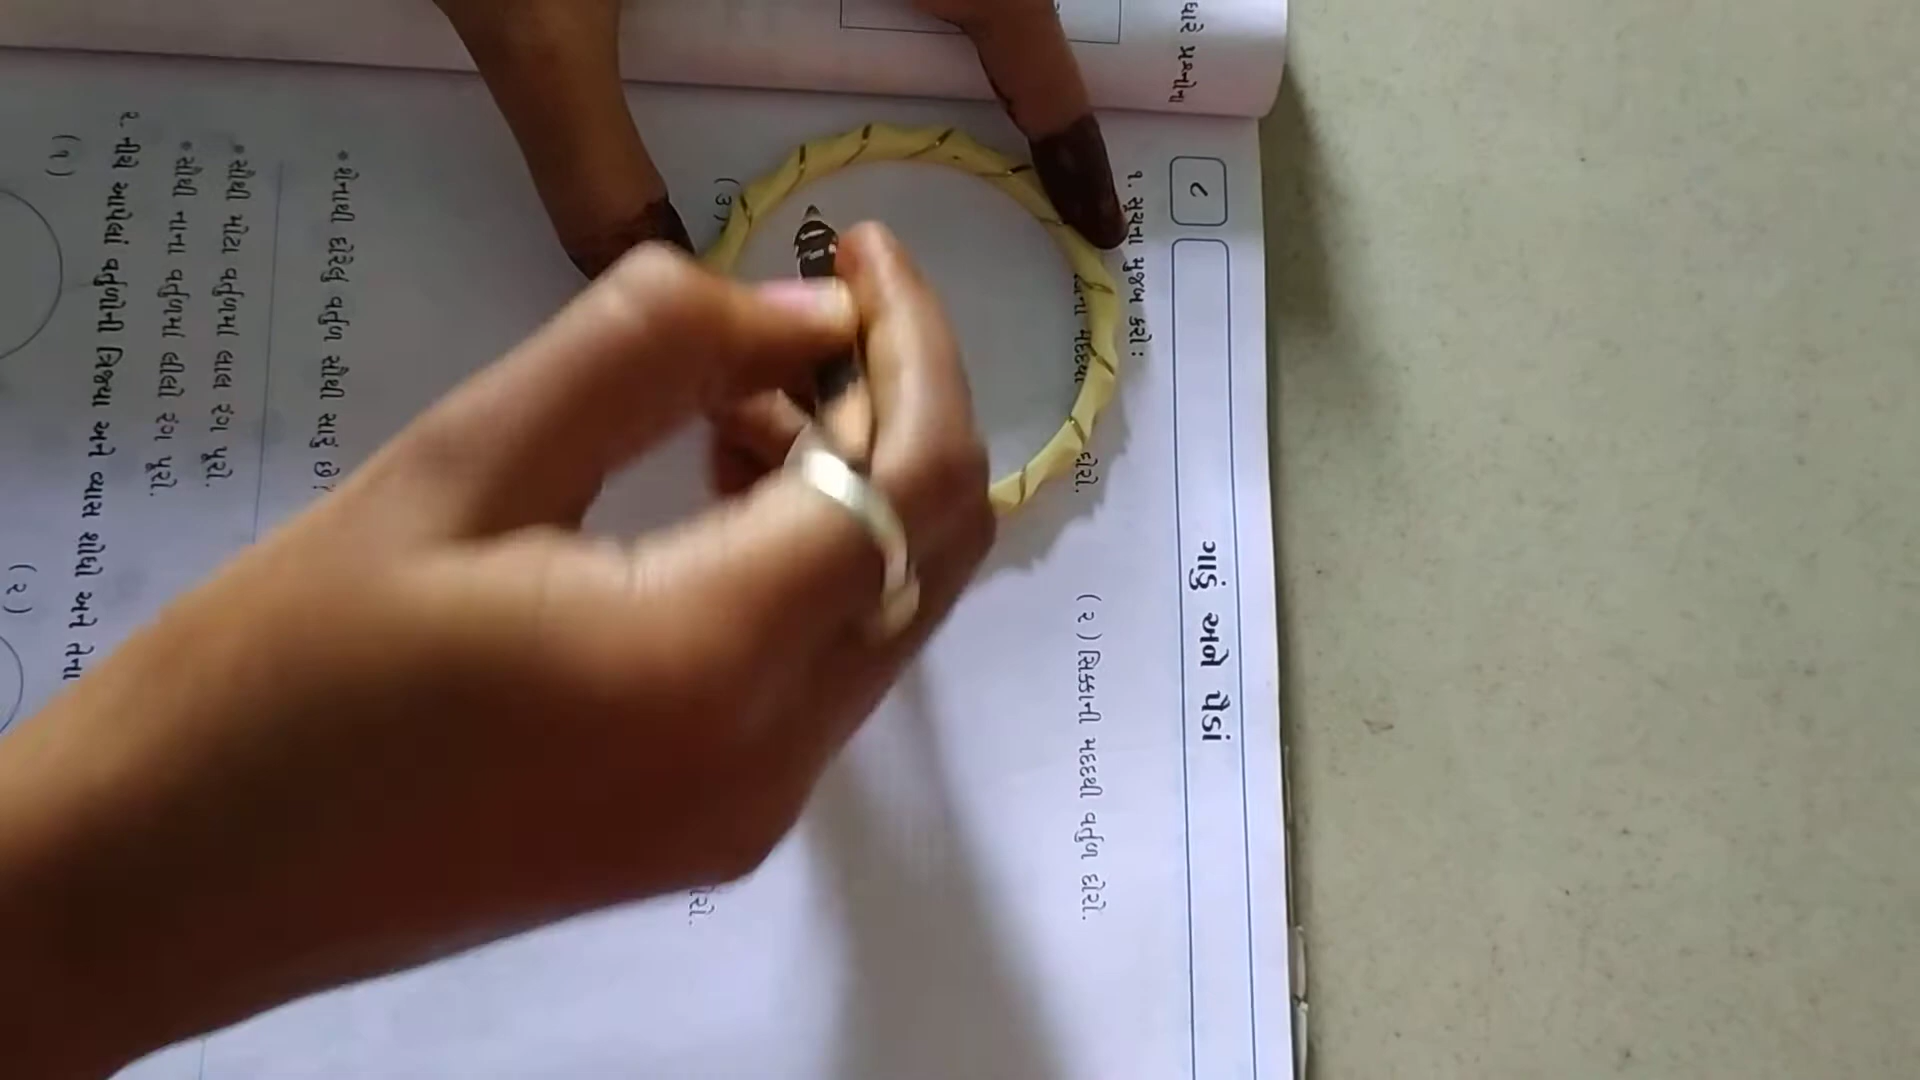 ધારે પ્રશ્નોના
૮
ગાડું અને પૈડાં
૧. સુચના મુજબ કરો:
મદદથી
દોરો.
(૨) સિક્કાની મદદથી વર્તુળ દોરો.
(૩)
દોરો.
* શેનાથી દોરેલુ વર્તુળ સૌથી સારું છે?
* સૌથી મોટા વર્તુળમાં લાલ રંગ પૂરો.
* સૌથી નાના વર્તુળમાં લીલો રંગ પૂરો.
૨. નીચે આપેલાં વર્તુળોની ત્રિજ્યા અને વ્યાસ શોધો અને તેના
(૧)
(૨)